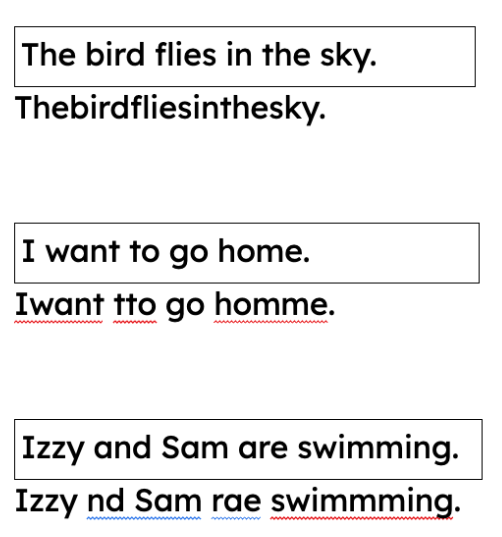 The bird flies in the sky.
Thebirdfliesinthesky.
I want to go home.
Iwant tto go homme.
Izzy and Sam are swimming.
Izzy nd Sam rae swimmming.